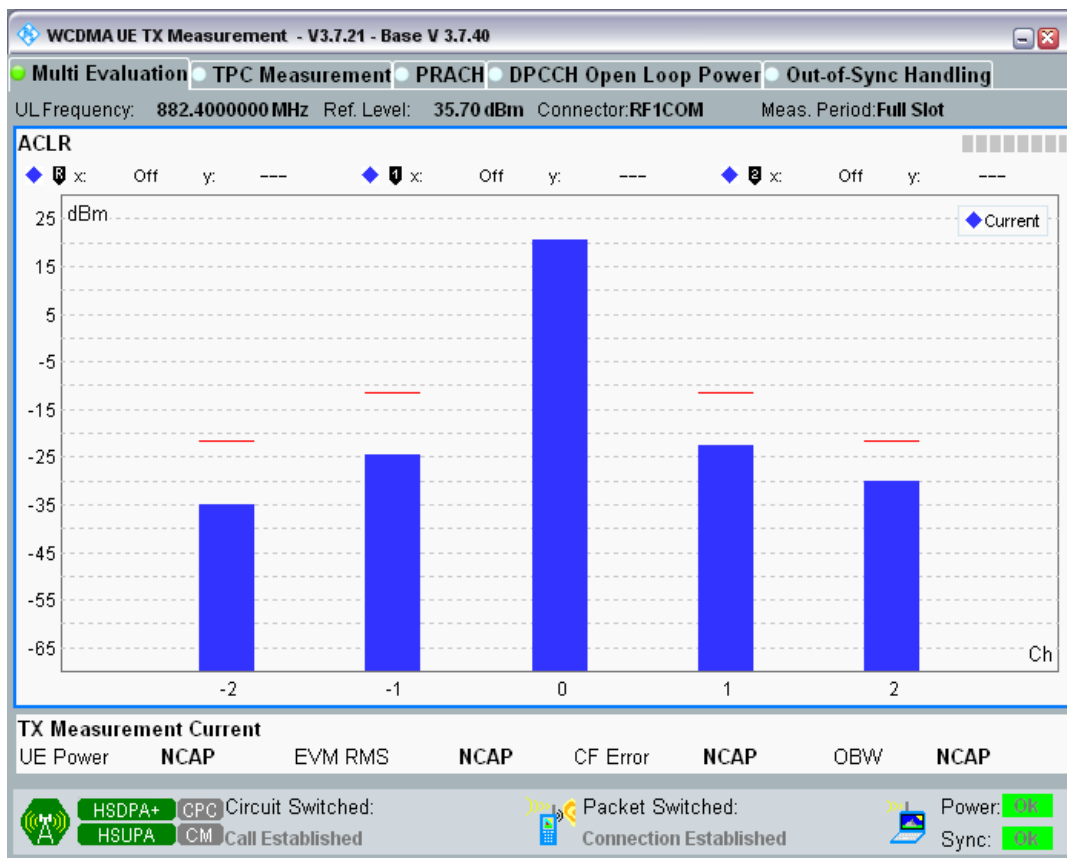 WCDMA UE TX Measurement - V3.7.21 - Base V 3.7.40
Multi Evaluation TPC Measurement PRACH DPCCH Open Loop Power Out-of-Sync Handling
UL Frequency: 882.4000000 MHz Ref. Level: 35.70 dBm Connector:RF1COM Meas. Period:Full Slot
ACLR
R x: Off y: --- 1 x: Off y: --- 2 x: Off y: ---
25 dBm
Current
15
5
-5
-15
-25
-35
-45
-55
-65
Ch
-2 -1 0 1 2
TX Measurement Current
UE Power NCAP EVM RMS NCAP CF Error NCAP OBW NCAP
HSDPA+ CPC Circuit Switched: Packet Switched: Power: Ok
HSUPA CM Call Established Connection Established Sync: Ok